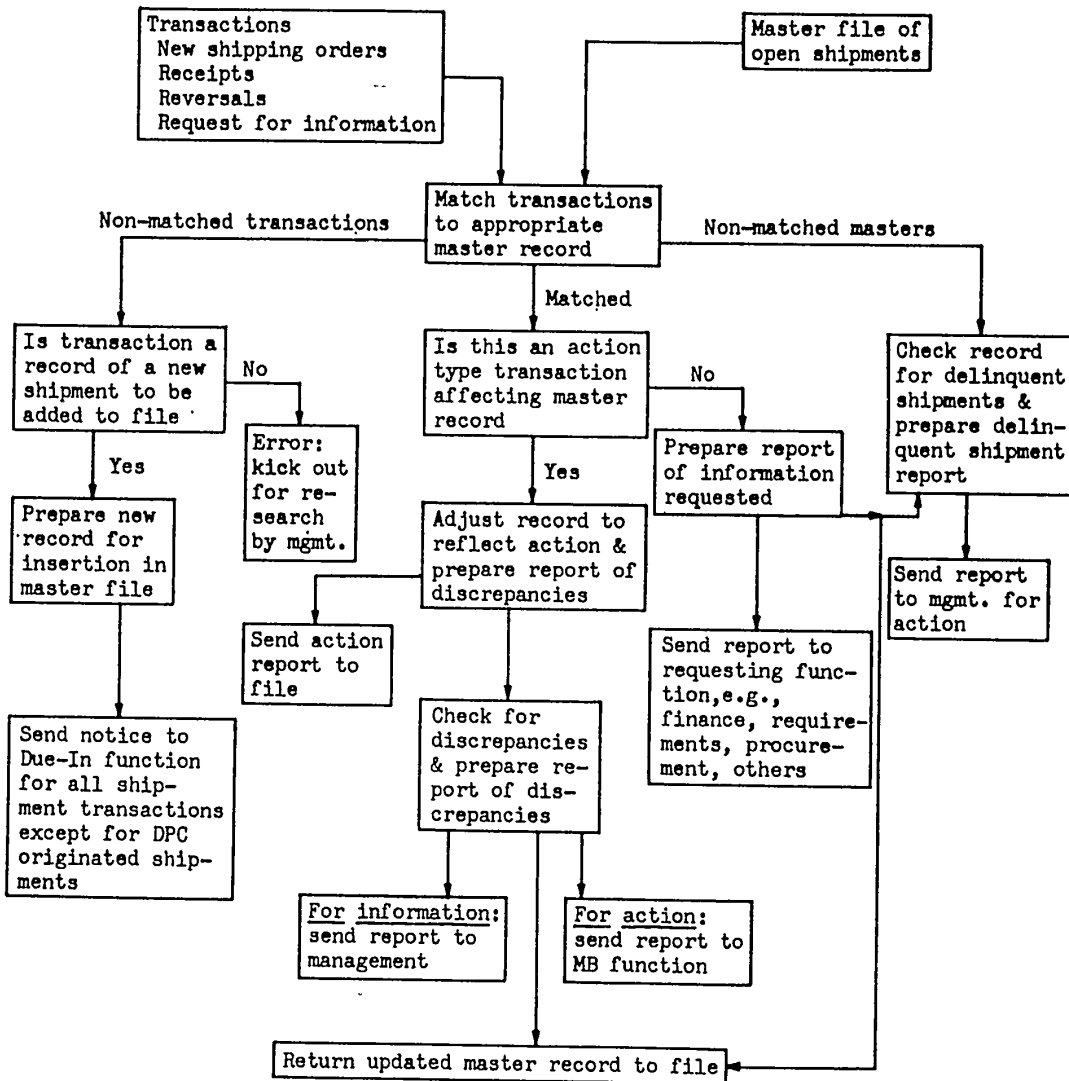 Transactions
New shipping orders
Receipts
Reversals
Request for information
Master file of
open shipments
Match transactions
to appropriate
master record
Non-matched transactions
Non-matched masters
Matched
Is transaction a
record of a new
shipment to be
added to file
No
Yes
Error:
kick out
for re-
search
by mgmt.
Is this an action
type transaction
affecting master
record
No
Yes
Check record
for delinquent
shipments &
prepare delin-
quent shipment
report
Prepare report
of information
requested
Prepare new
record for
insertion in
master file
Adjust record to
reflect action &
prepare report of
discrepancies
Send report
to mgmt. for
action
Send action
report to
file
Send report to
requesting func-
tion,e.g.,
finance, require-
ments, procure-
ment, others
Send notice to
Due-In function
for all ship-
ment transactions
except for DPC
originated ship-
ments
Check for
discrepancies
& prepare re-
port of dis-
crepancies
For information:
send report to
management
For action:
send report to
MB function
Return updated master record to file